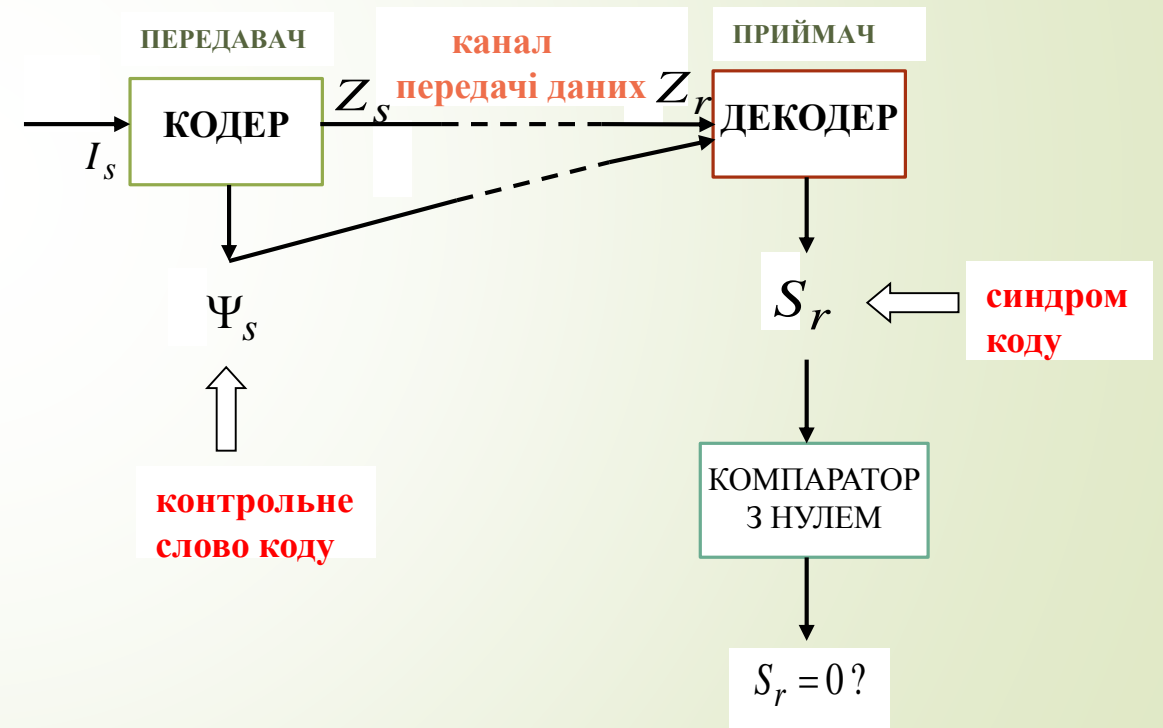 ПЕРЕДАВАЧ
канал
передачі даних
ПРИЙМАЧ
КОДЕР
Z_s
Z_r
ДЕКОДЕР
I_s
Ψ_s
S_r
синдром
коду
контрольне
слово коду
КОМПАРАТОР
З НУЛЕМ
S_r = 0 ?